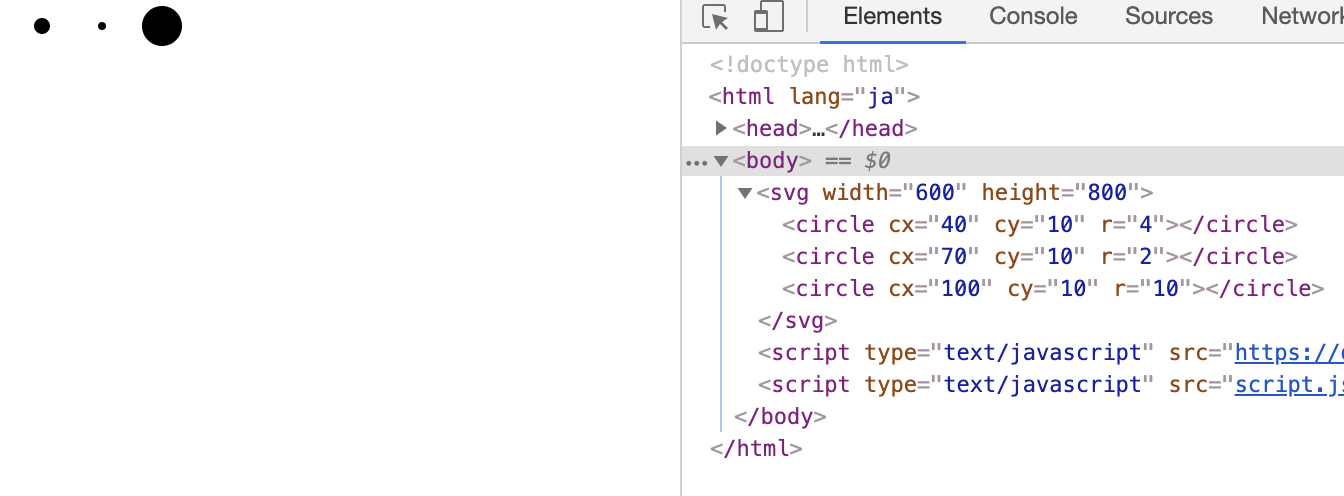 Elements Console Sources Network
<!doctype html>
<html lang="ja">
<head>…</head>
… <body> == $0
<svg width="600" height="800">
<circle cx="40" cy="10" r="4"></circle>
<circle cx="70" cy="10" r="2"></circle>
<circle cx="100" cy="10" r="10"></circle>
</svg>
<script type="text/javascript" src="https://
<script type="text/javascript" src="script.js
</body>
</html>